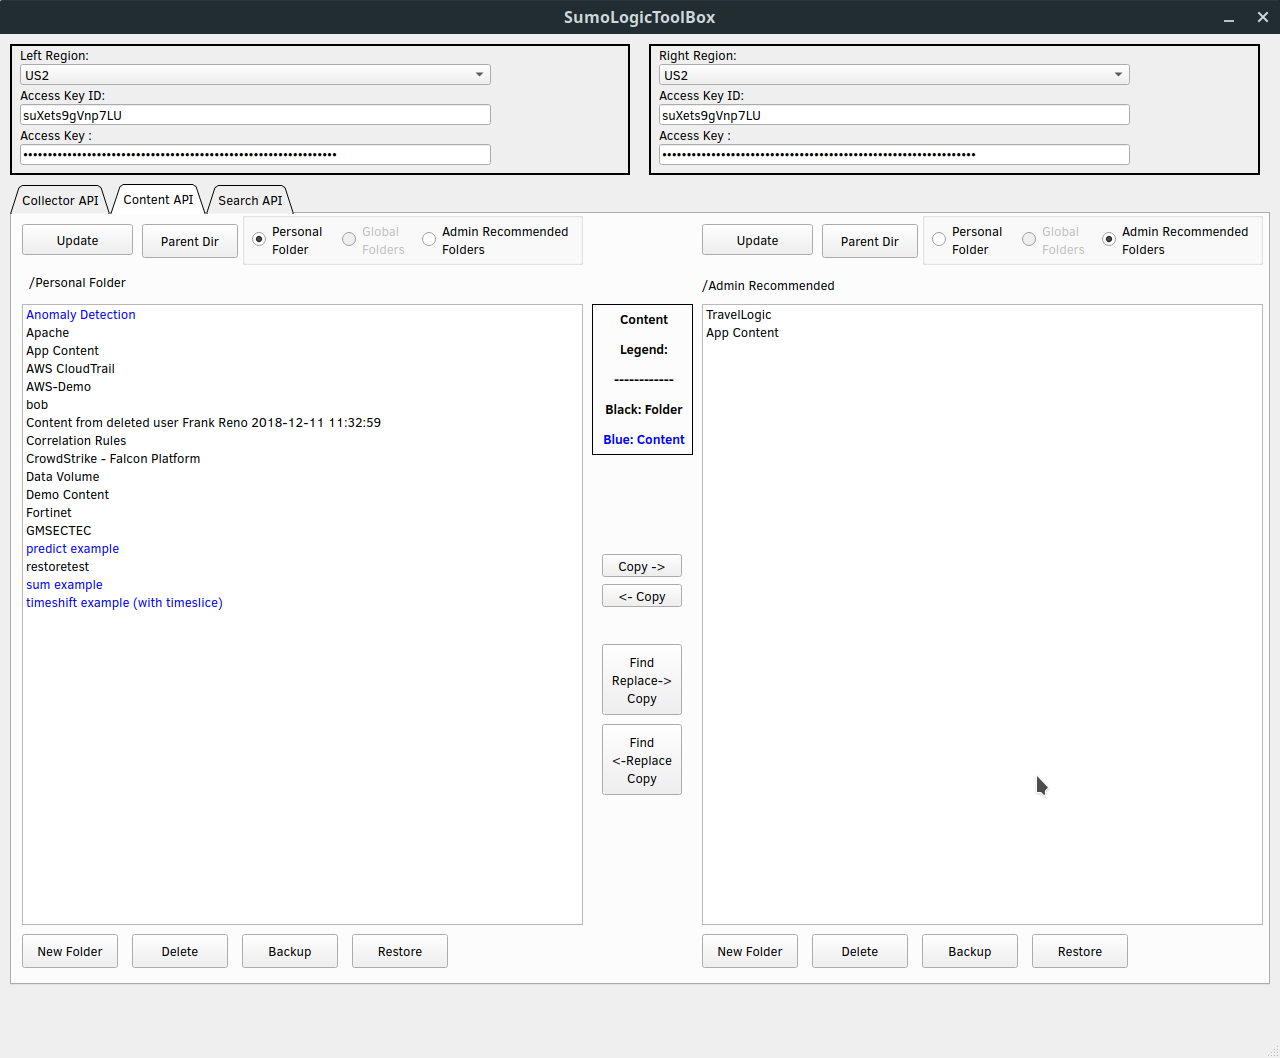 SumoLogicToolBox
Left Region:
US2
Access Key ID:
suXets9gVnp7LU
Access Key :
Right Region:
US2
Access Key ID:
suXets9gVnp7LU
Access Key :
Collector API
Content API
Search API
Update
Parent Dir
Personal
Folder
Global
Folders
Admin Recommended
Folders
/Personal Folder
Anomaly Detection
Apache
App Content
AWS CloudTrail
AWS-Demo
bob
Content from deleted user Frank Reno 2018-12-11 11:32:59
Correlation Rules
CrowdStrike - Falcon Platform
Data Volume
Demo Content
Fortinet
GMSECTEC
predict example
restoretest
sum example
timeshift example (with timeslice)
New Folder
Delete
Backup
Restore
Content
Legend:
------------
Black: Folder
Blue: Content
Copy ->
<- Copy
Find
Replace->
Copy
Find
<-Replace
Copy
Update
Parent Dir
Personal
Folder
Global
Folders
Admin Recommended
Folders
/Admin Recommended
TravelLogic
App Content
New Folder
Delete
Backup
Restore